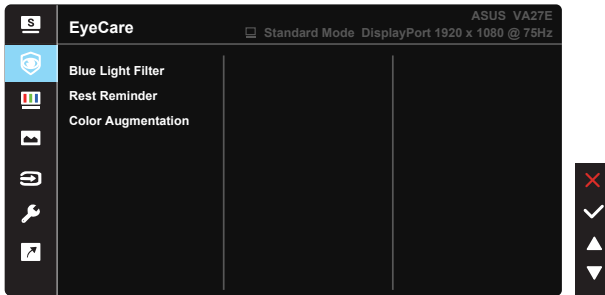 S
EyeCare
ASUS VA27E
Standard Mode DisplayPort 1920 x 1080 @ 75Hz
Blue Light Filter
Rest Reminder
Color Augmentation